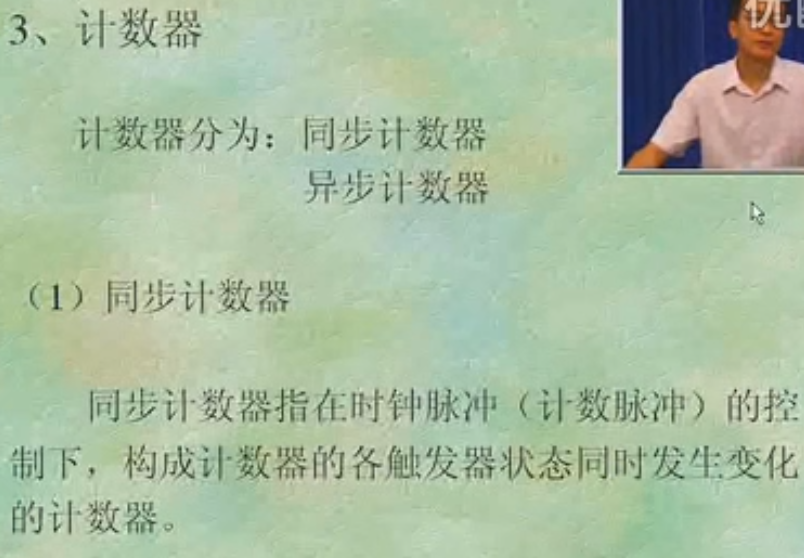 优
3、计数器
计数器分为：同步计数器
异步计数器
（1）同步计数器
同步计数器指在时钟脉冲（计数脉冲）的控
制下，构成计数器的各触发器状态同时发生变化
的计数器。